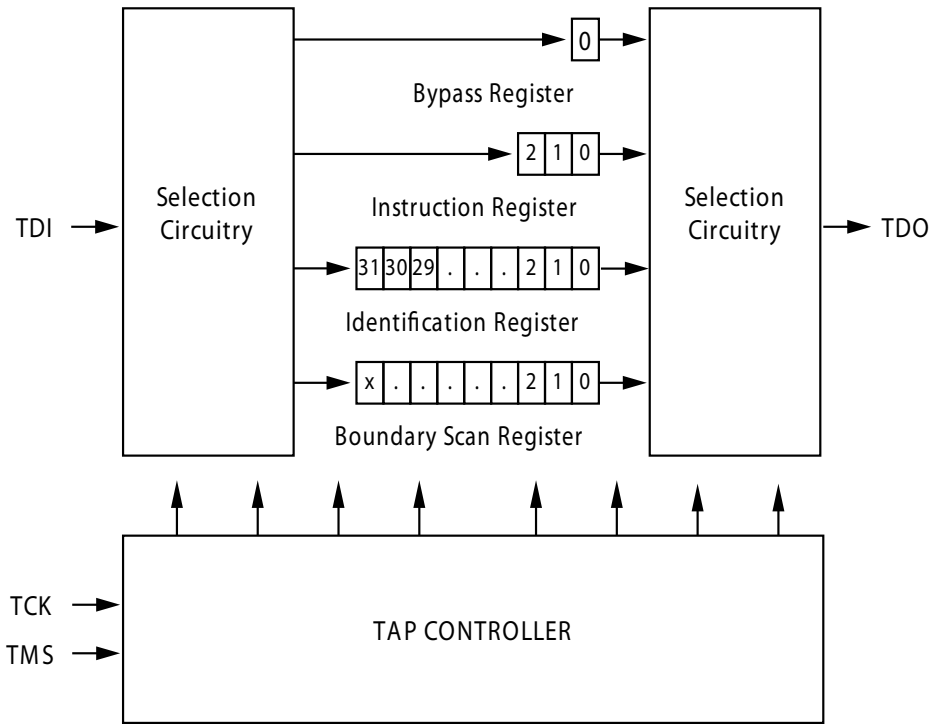 0
Bypass Register
2 1 0
Selection
Circuitry
Instruction Register
Selection
Circuitry
TDI
TDO
31 30 29 . . . 2 1 0
Identification Register
x . . . . . 2 1 0
Boundary Scan Register
TCK
TMS
TAP CONTROLLER